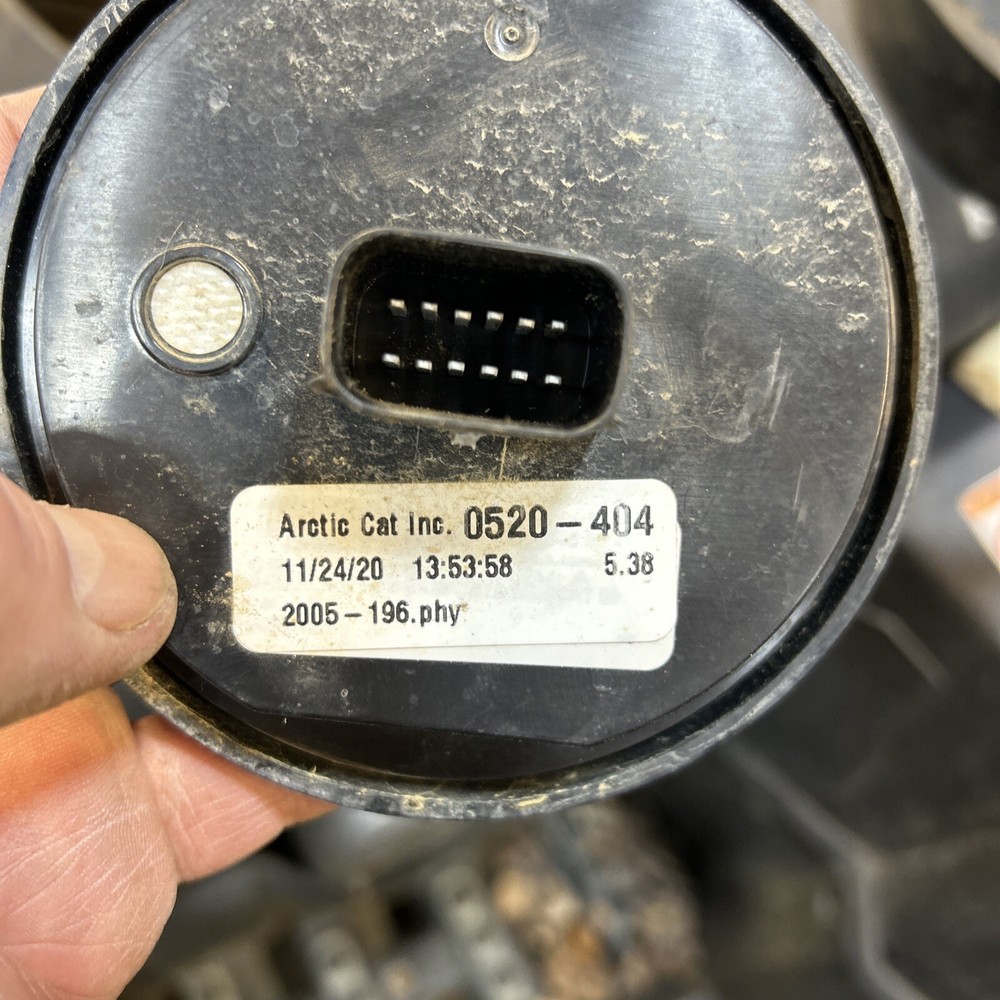 Arctic Cat Inc. 0520-404
11/24/20 13:53:58 5.38
2005-196.phy